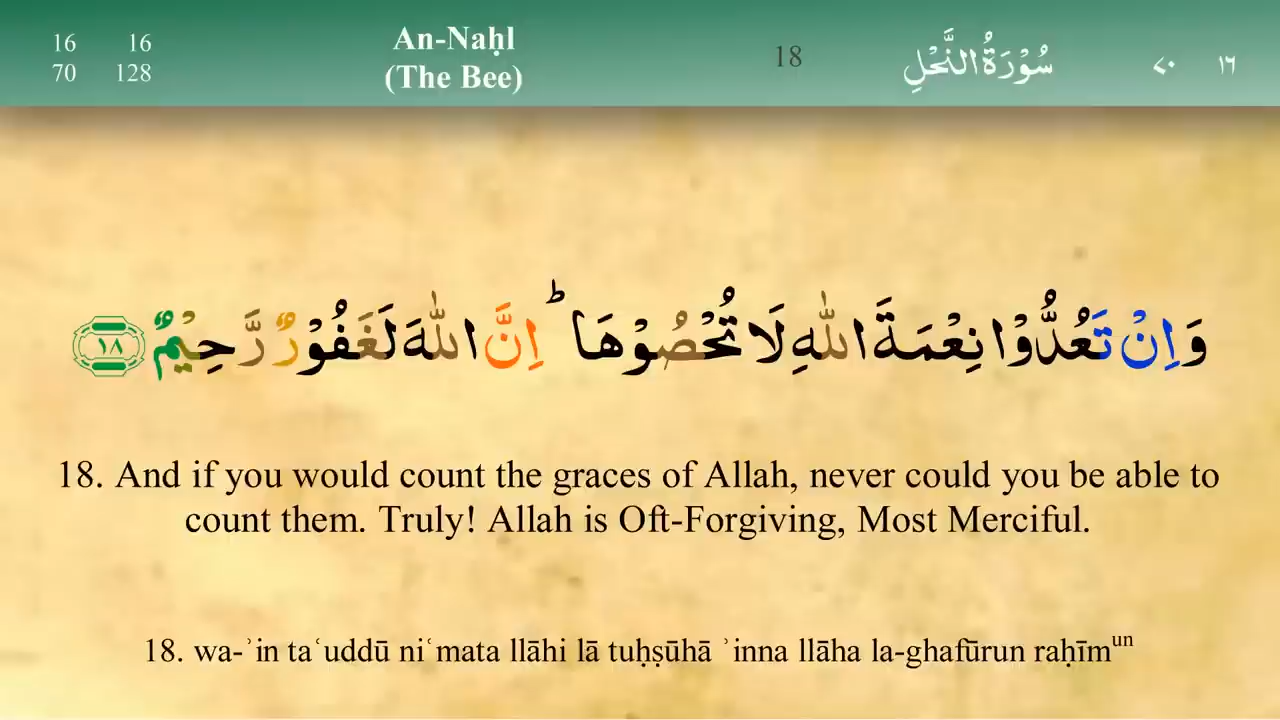 16 16 An-Naḥl 18 سُوْرَةُ النَّحْلِ ٧٠ ١٦
70 128 (The Bee)
وَاِنْ تَعُدُّوْا نِعْمَةَ اللّٰهِ لَا تُحْصُوْهَا ؕ اِنَّ اللّٰهَ لَغَفُوْرٌ رَّحِيْمٌ ١٨
18. And if you would count the graces of Allah, never could you be able to
count them. Truly! Allah is Oft-Forgiving, Most Merciful.
18. wa-ʾin taʿuddū niʿmata llāhi lā tuḥṣūhā ʾinna llāha la-ghafūrun raḥīmᵘⁿ